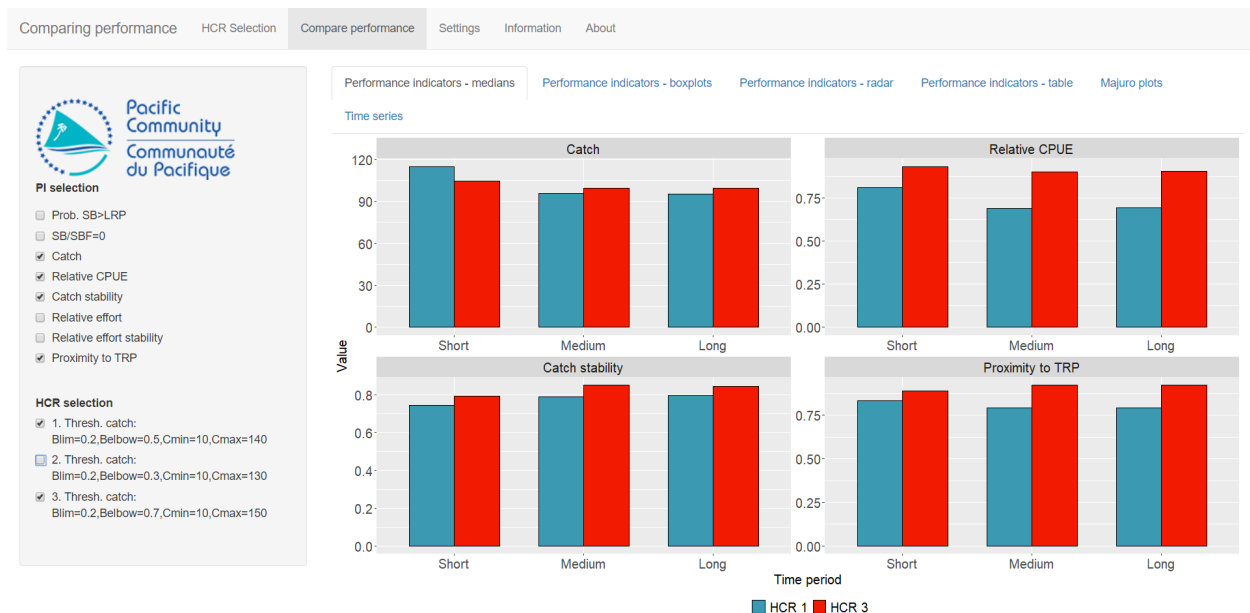 Comparing performance HCR Selection Compare performance Settings Information About
Pacific
Community
Communauté
du Pacifique
PI selection
Prob. SB>LRP
SB/SBF=0
Catch
Relative CPUE
Catch stability
Relative effort
Relative effort stability
Proximity to TRP
HCR selection
1. Thresh. catch:
Blim=0.2,Belbow=0.5,Cmin=10,Cmax=140
2. Thresh. catch:
Blim=0.2,Belbow=0.3,Cmin=10,Cmax=130
3. Thresh. catch:
Blim=0.2,Belbow=0.7,Cmin=10,Cmax=150
Performance indicators - medians Performance indicators - boxplots Performance indicators - radar Performance indicators - table Majuro plots
Time series
Value
Catch
120
90
60
30
0
Short Medium Long
Relative CPUE
0.75
0.50
0.25
0.00
Short Medium Long
Catch stability
0.8
0.6
0.4
0.2
0.0
Short Medium Long
Proximity to TRP
0.75
0.50
0.25
0.00
Short Medium Long
Time period
HCR 1 HCR 3